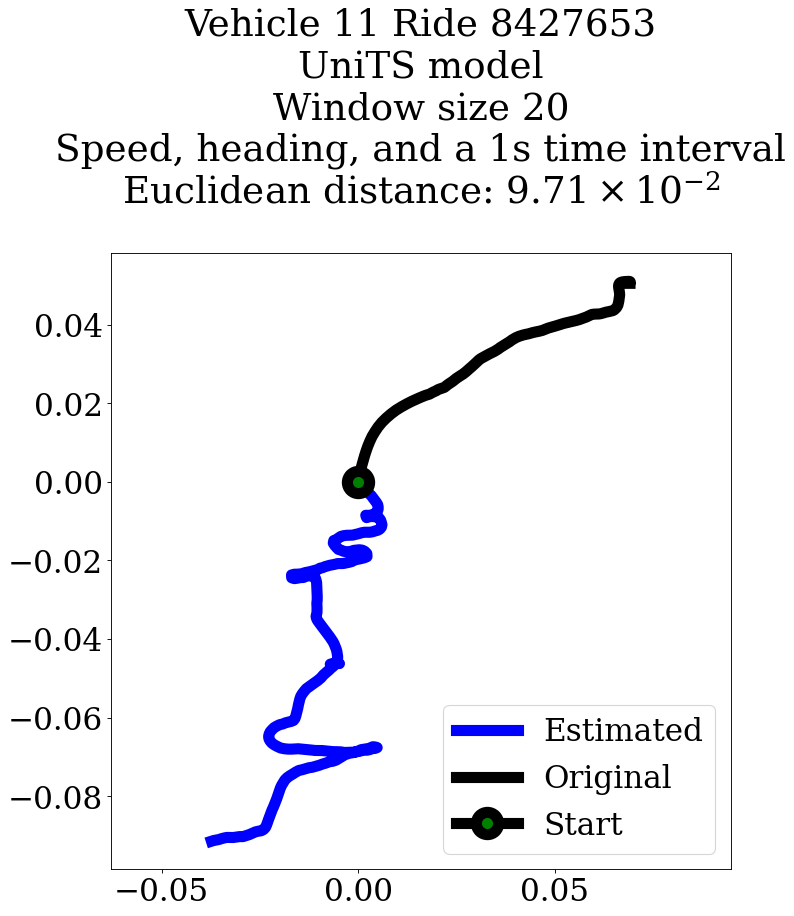 Vehicle 11 Ride 8427653
UniTS model
Window size 20
Speed, heading, and a 1s time interval
Euclidean distance: 9.71 × 10⁻²
0.04
0.02
0.00
−0.02
−0.04
−0.06
−0.08
Estimated
Original
Start
−0.05
0.00
0.05